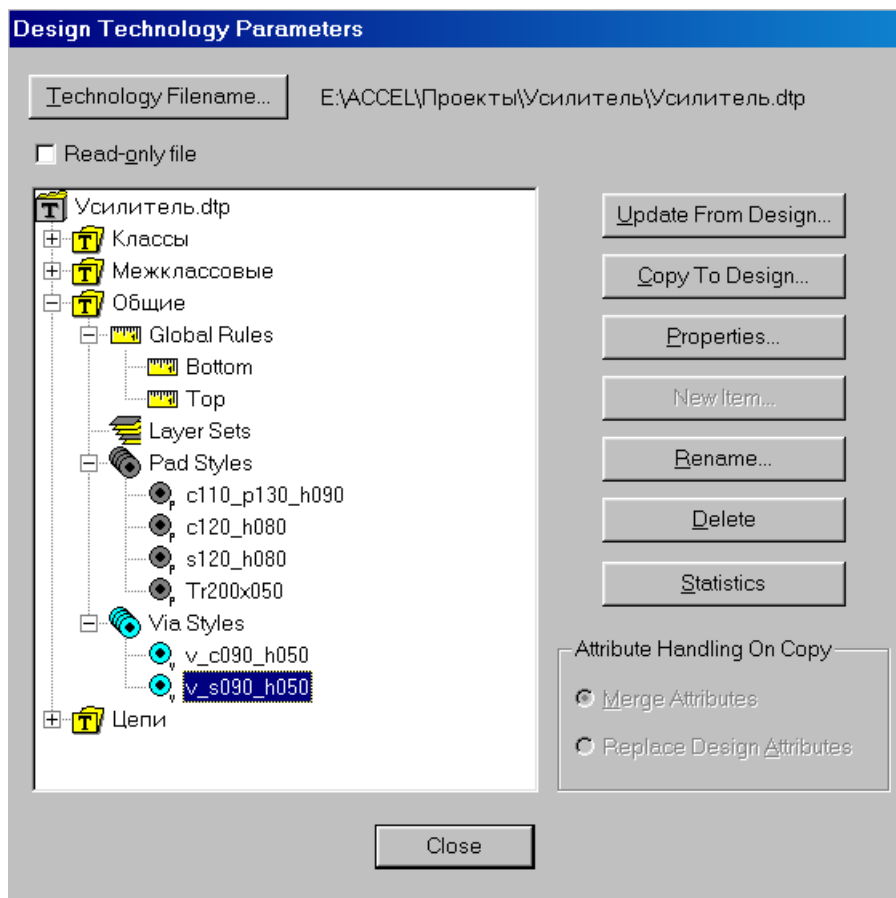 Design Technology Parameters
Technology Filename... E:\ACCEL\Проекты\Усилитель\Усилитель.dtp
Read-only file
Усилитель.dtp
Классы
Межклассовые
Общие
Global Rules
Bottom
Top
Layer Sets
Pad Styles
c110_p130_h090
c120_h080
s120_h080
Tr200x050
Via Styles
v_c090_h050
v_s090_h050
Цепи
Update From Design...
Copy To Design...
Properties...
New Item...
Rename...
Delete
Statistics
Attribute Handling On Copy
Merge Attributes
Replace Design Attributes
Close